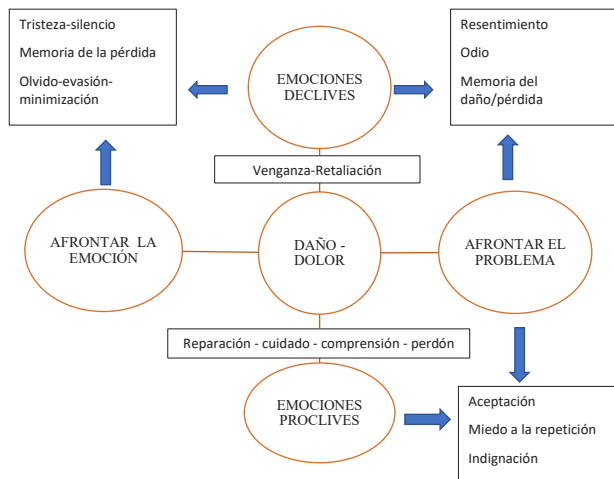 Tristeza-silencio
Memoria de la pérdida
Olvido-evasión-
minimización
EMOCIONES
DECLIVES
Resentimiento
Odio
Memoria del
daño/pérdida
Venganza-Retaliación
AFRONTAR LA
EMOCIÓN
DAÑO -
DOLOR
AFRONTAR EL
PROBLEMA
Reparación - cuidado - comprensión - perdón
EMOCIONES
PROCLIVES
Aceptación
Miedo a la repetición
Indignación